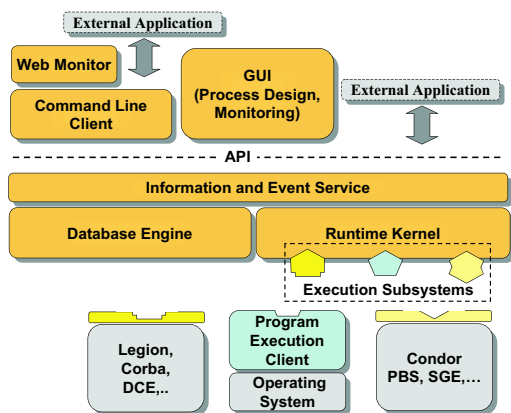 External Application
Web Monitor
Command Line
Client
GUI
(Process Design,
Monitoring)
External Application
API
Information and Event Service
Database Engine
Runtime Kernel
Execution Subsystems
Legion,
Corba,
DCE,..
Program
Execution
Client
Operating
System
Condor
PBS, SGE,...